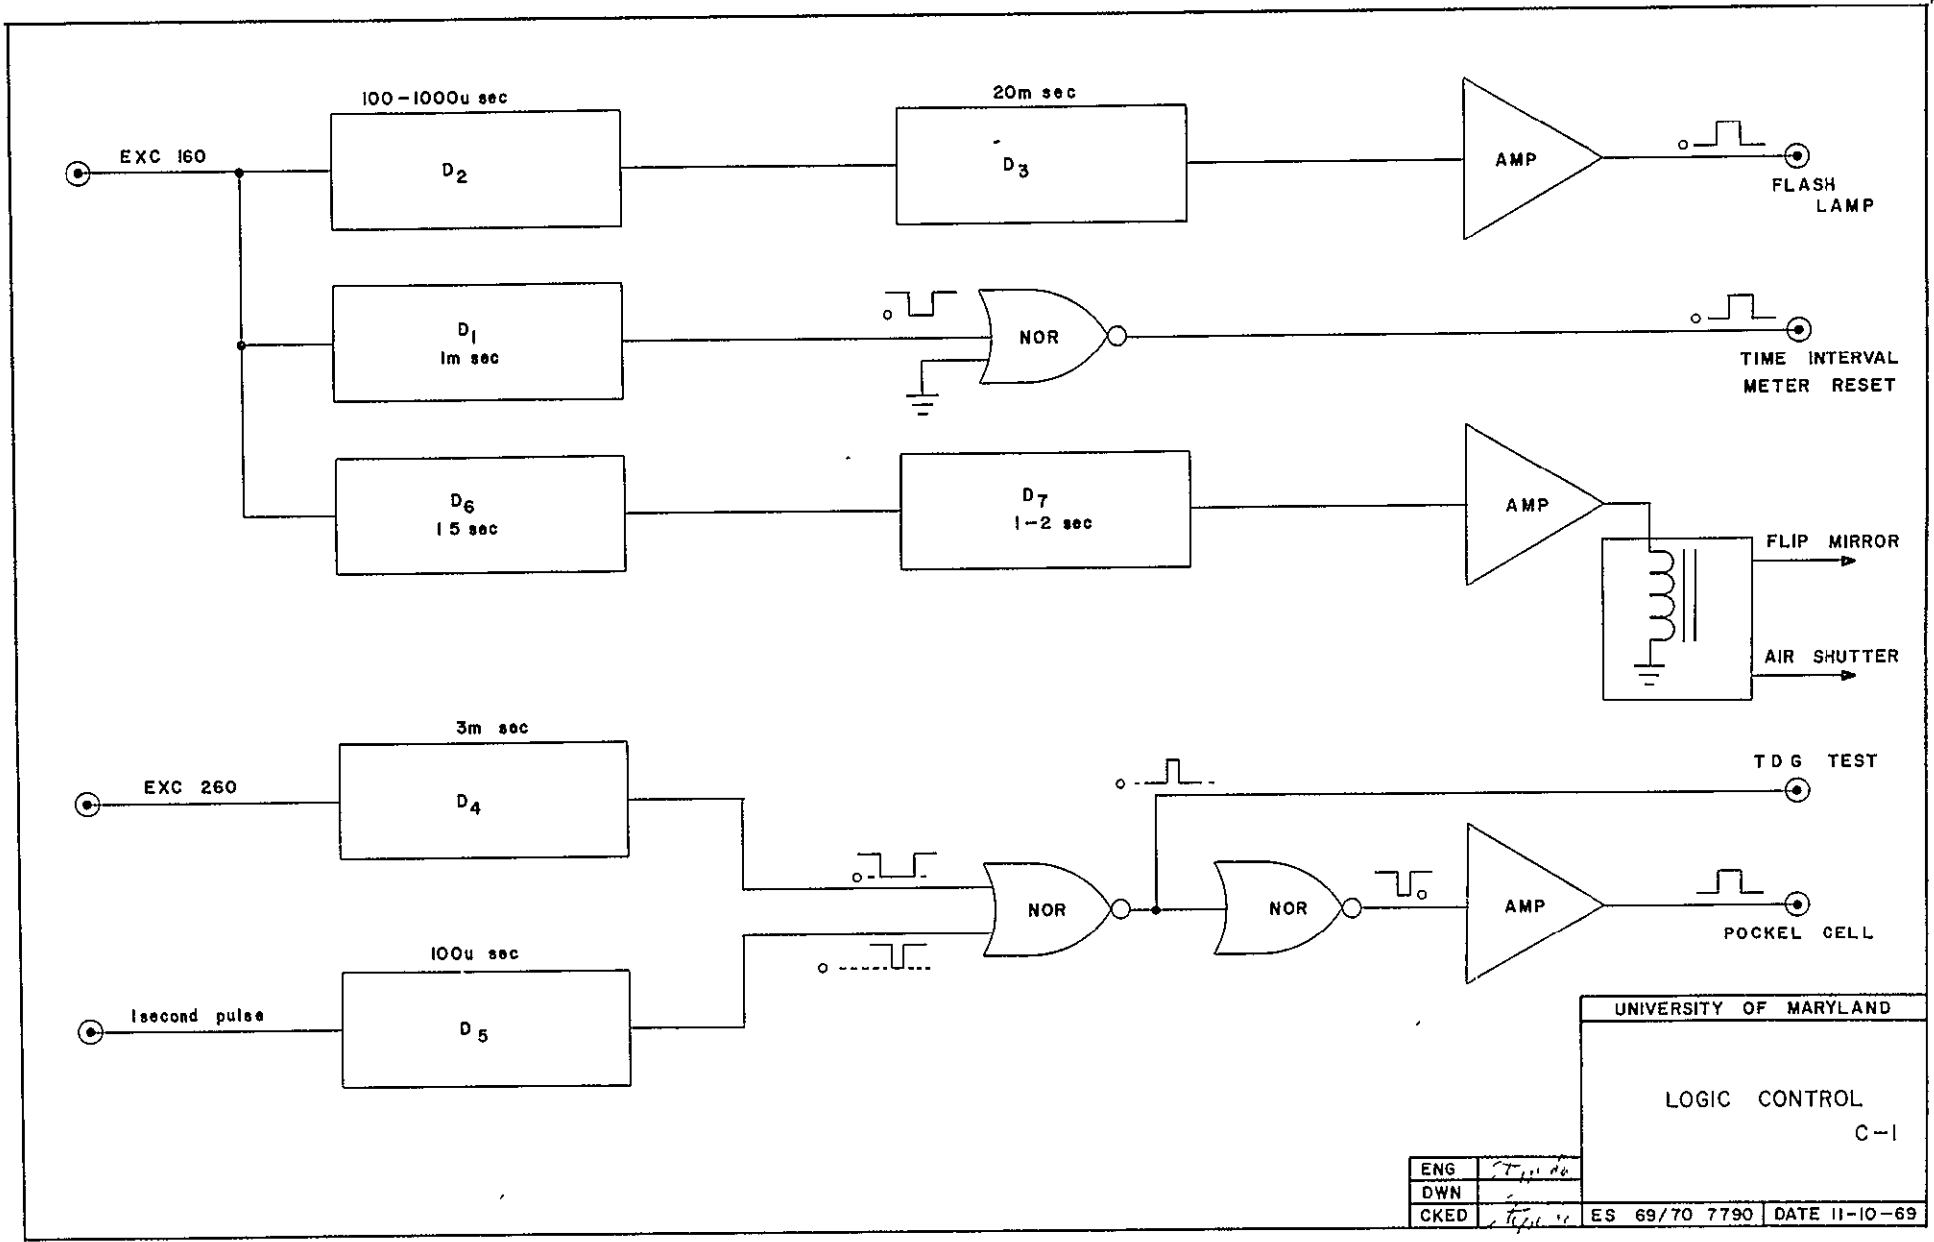 100-1000u sec
20m sec
EXC 160
D2
D3
AMP
FLASH
LAMP
D1
1m sec
NOR
TIME INTERVAL
METER RESET
D6
1 5 sec
D7
1-2 sec
AMP
FLIP MIRROR
AIR SHUTTER
3m sec
EXC 260
D4
TDG TEST
NOR
NOR
AMP
POCKEL CELL
100u sec
1second pulse
D5
UNIVERSITY OF MARYLAND
LOGIC CONTROL
C-1
ENG
DWN
CKED
ES 69/70 7790
DATE 11-10-69